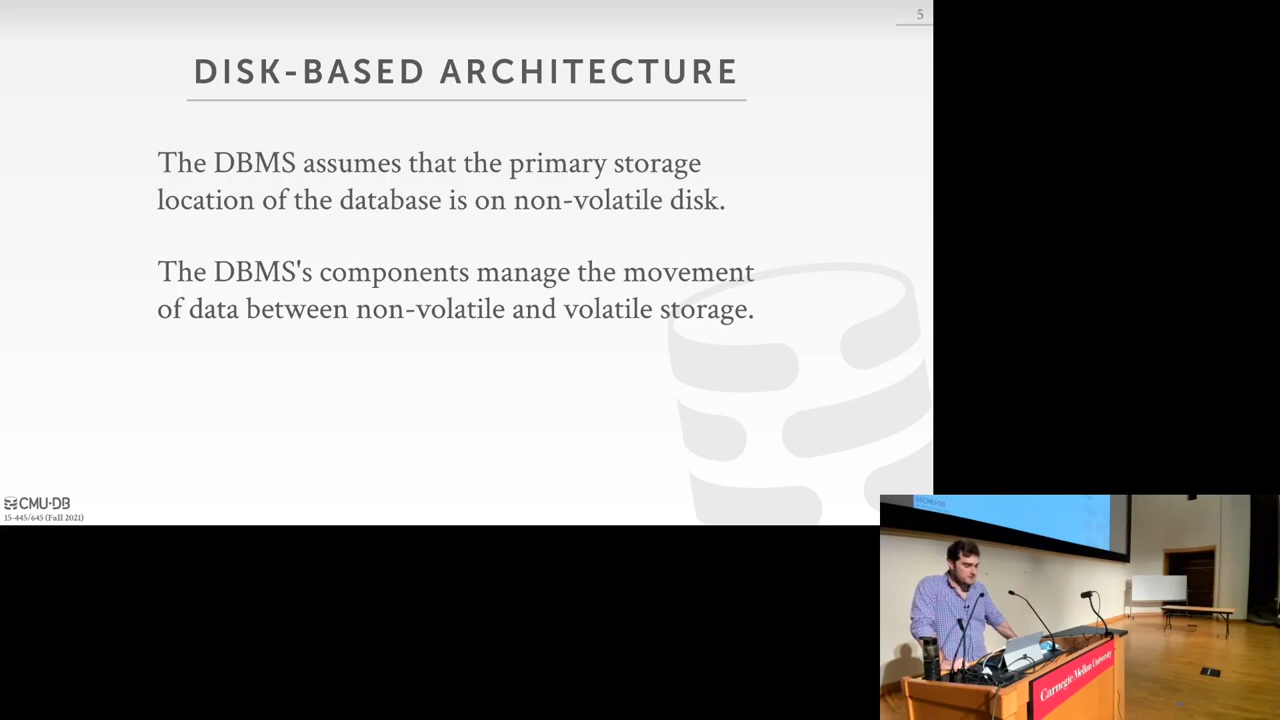 5
DISK-BASED ARCHITECTURE
The DBMS assumes that the primary storage
location of the database is on non-volatile disk.
The DBMS's components manage the movement
of data between non-volatile and volatile storage.
CMU·DB
15-445/645 (Fall 2021)
CMU·DB
Carnegie Mellon University